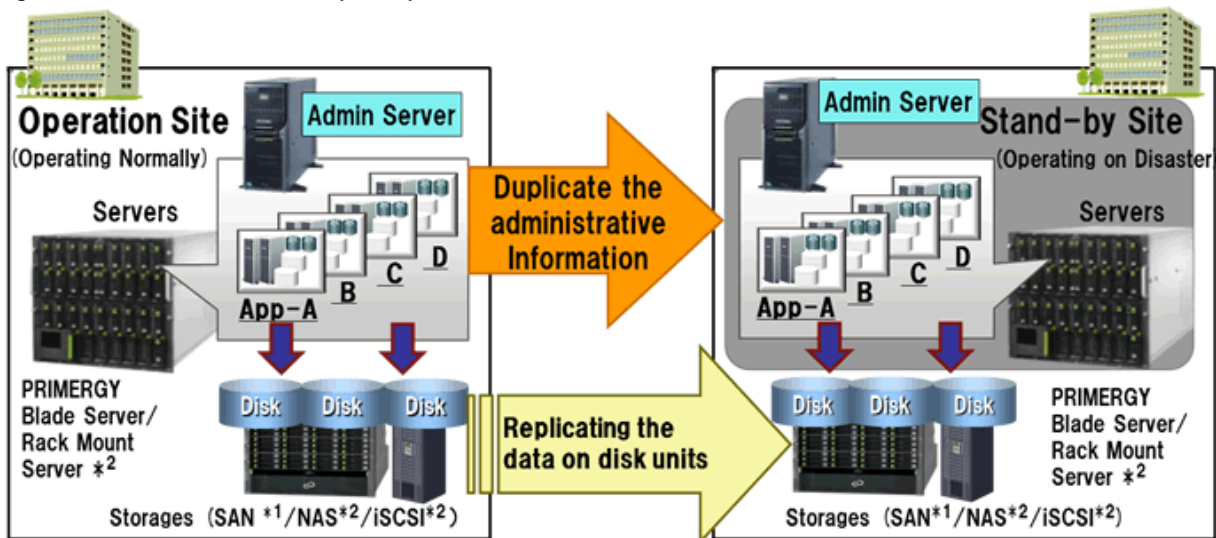 Operation Site
(Operating Normally)
Admin Server
Servers
App-A
B
C
D
PRIMERGY
Blade Server/
Rack Mount
Server *2
Disk
Disk
Disk
Storages (SAN *1/NAS*2/iSCSI*2)
Duplicate the
administrative
Information
Replicating the
data on disk units
Admin Server
Stand-by Site
(Operating on Disaster)
Servers
App-A
B
C
D
Disk
Disk
Disk
PRIMERGY
Blade Server/
Rack Mount
Server *2
Storages (SAN*1/NAS*2/iSCSI*2)